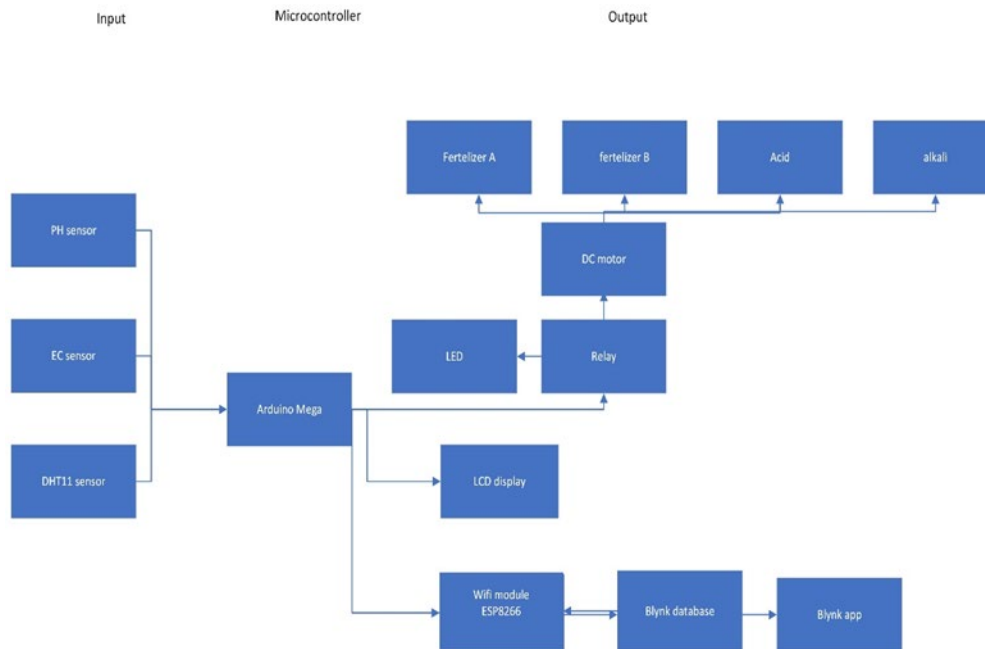 Input
Microcontroller
Output
Fertelizer A
fertelizer B
Acid
alkali
PH sensor
DC motor
EC sensor
LED
Relay
Arduino Mega
DHT11 sensor
LCD display
Wifi module
ESP8266
Blynk database
Blynk app